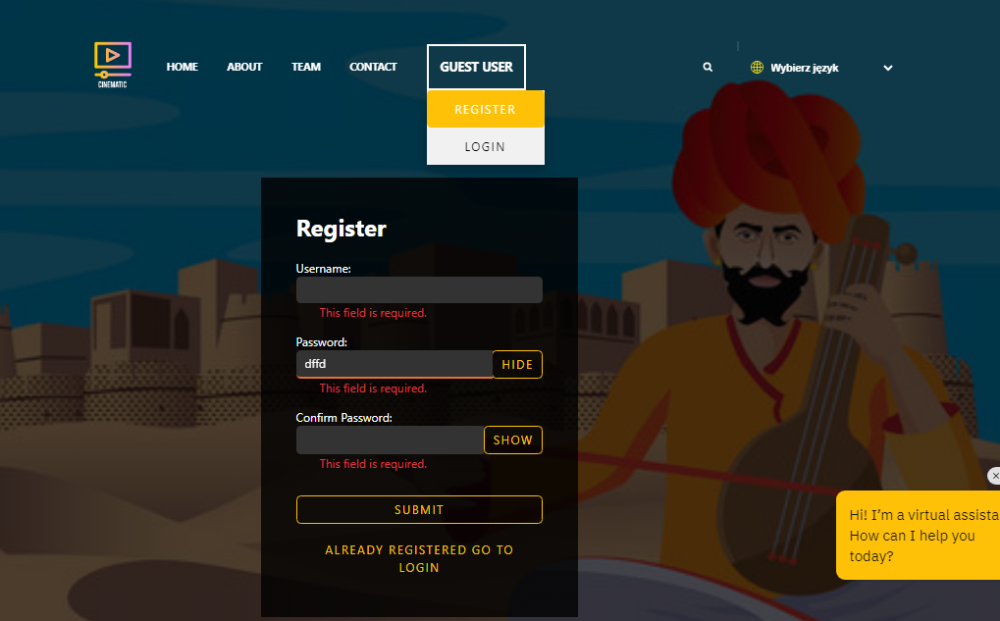 CINEMATIC
HOME
ABOUT
TEAM
CONTACT
GUEST USER
Wybierz język
REGISTER
LOGIN
Register
Username:
This field is required.
Password:
dffd
HIDE
This field is required.
Confirm Password:
SHOW
This field is required.
SUBMIT
ALREADY REGISTERED GO TO
LOGIN
Hi! I'm a virtual assista
How can I help you
today?